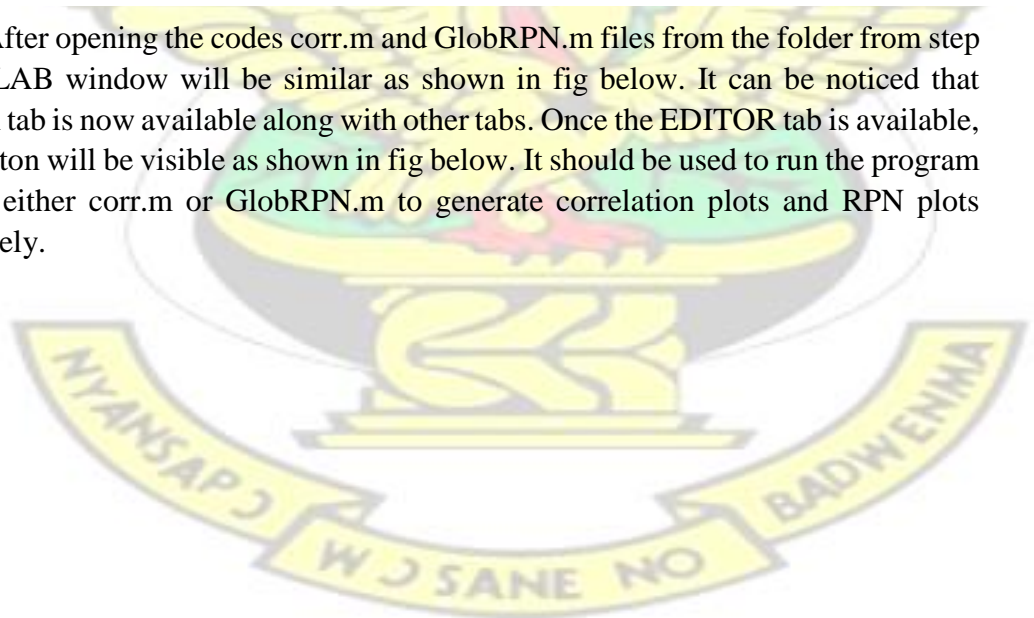 After opening the codes corr.m and GlobRPN.m files from the folder from step
LAB window will be similar as shown in fig below. It can be noticed that
tab is now available along with other tabs. Once the EDITOR tab is available,
ton will be visible as shown in fig below. It should be used to run the program
either corr.m or GlobRPN.m to generate correlation plots and RPN plots
ely.
NYANSAPƆ WƆSANE NO BADWENMA